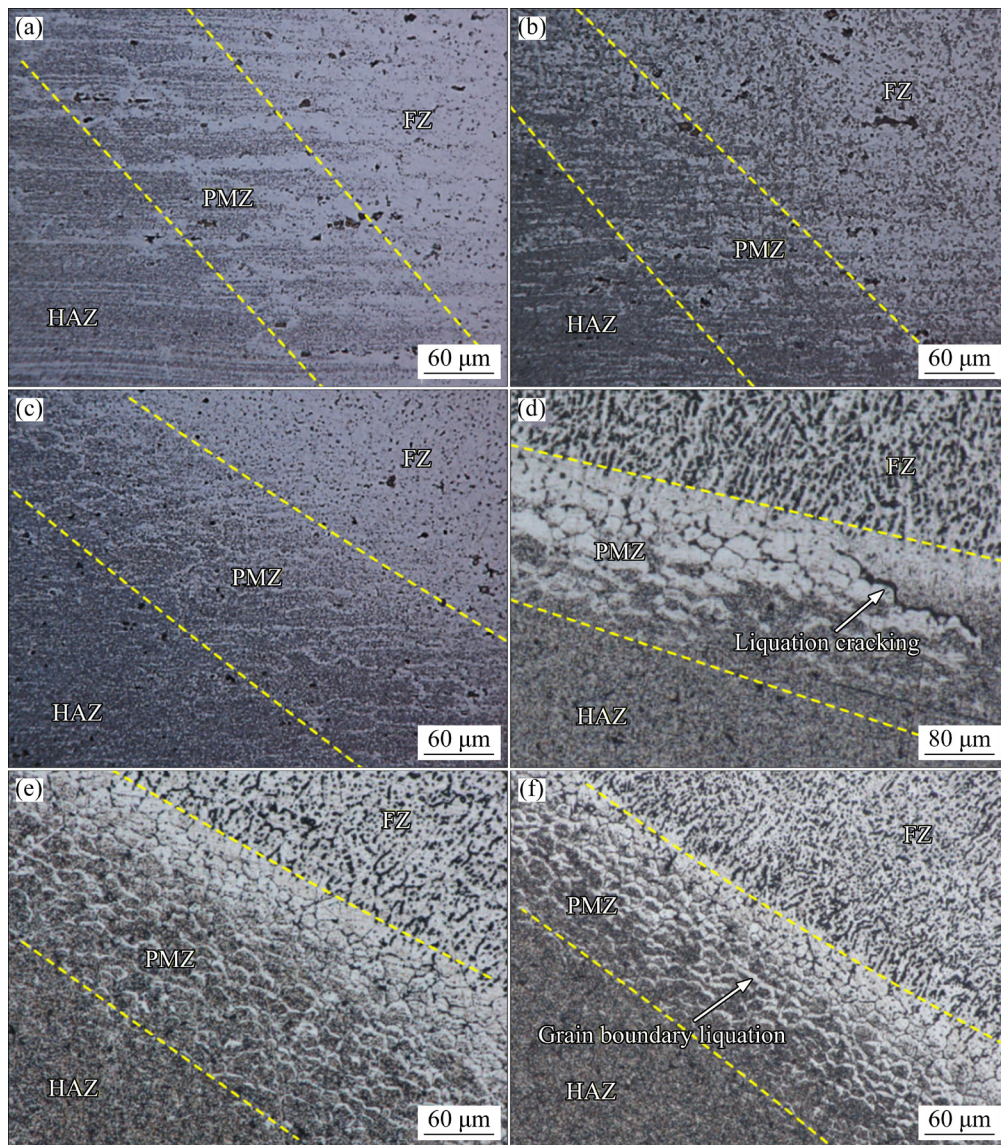 (a)
FZ
PMZ
HAZ
60 μm
(b)
FZ
PMZ
HAZ
60 μm
(c)
FZ
PMZ
HAZ
60 μm
(d)
FZ
PMZ
Liquation cracking
HAZ
80 μm
(e)
FZ
PMZ
HAZ
60 μm
(f)
FZ
PMZ
Grain boundary liquation
HAZ
60 μm